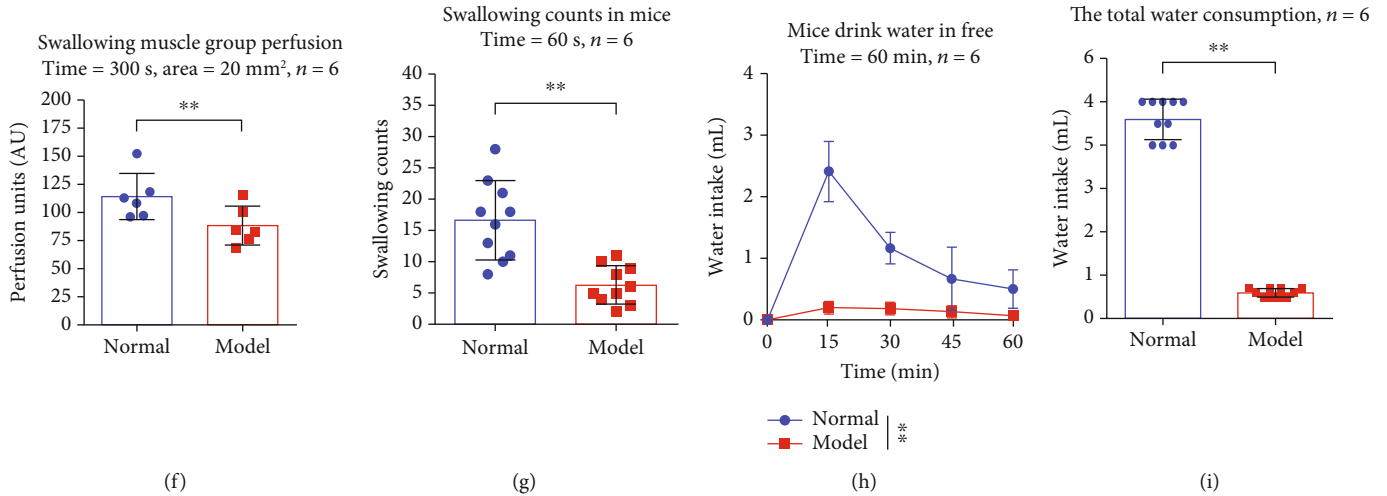 Swallowing muscle group perfusion
Time = 300 s, area = 20 mm², n = 6
**
200
175
150
125
100
75
50
25
0
Perfusion units (AU)
Normal
Model
(f)
Swallowing counts in mice
Time = 60 s, n = 6
**
40
35
30
25
20
15
10
5
0
Swallowing counts
Normal
Model
(g)
Mice drink water in free
Time = 60 min, n = 6
4
3
2
1
0
Water intake (mL)
0
15
30
45
60
Time (min)
Normal
Model
**
(h)
The total water consumption, n = 6
**
6
4
5
3
2
1
0
Water intake (mL)
Normal
Model
(i)